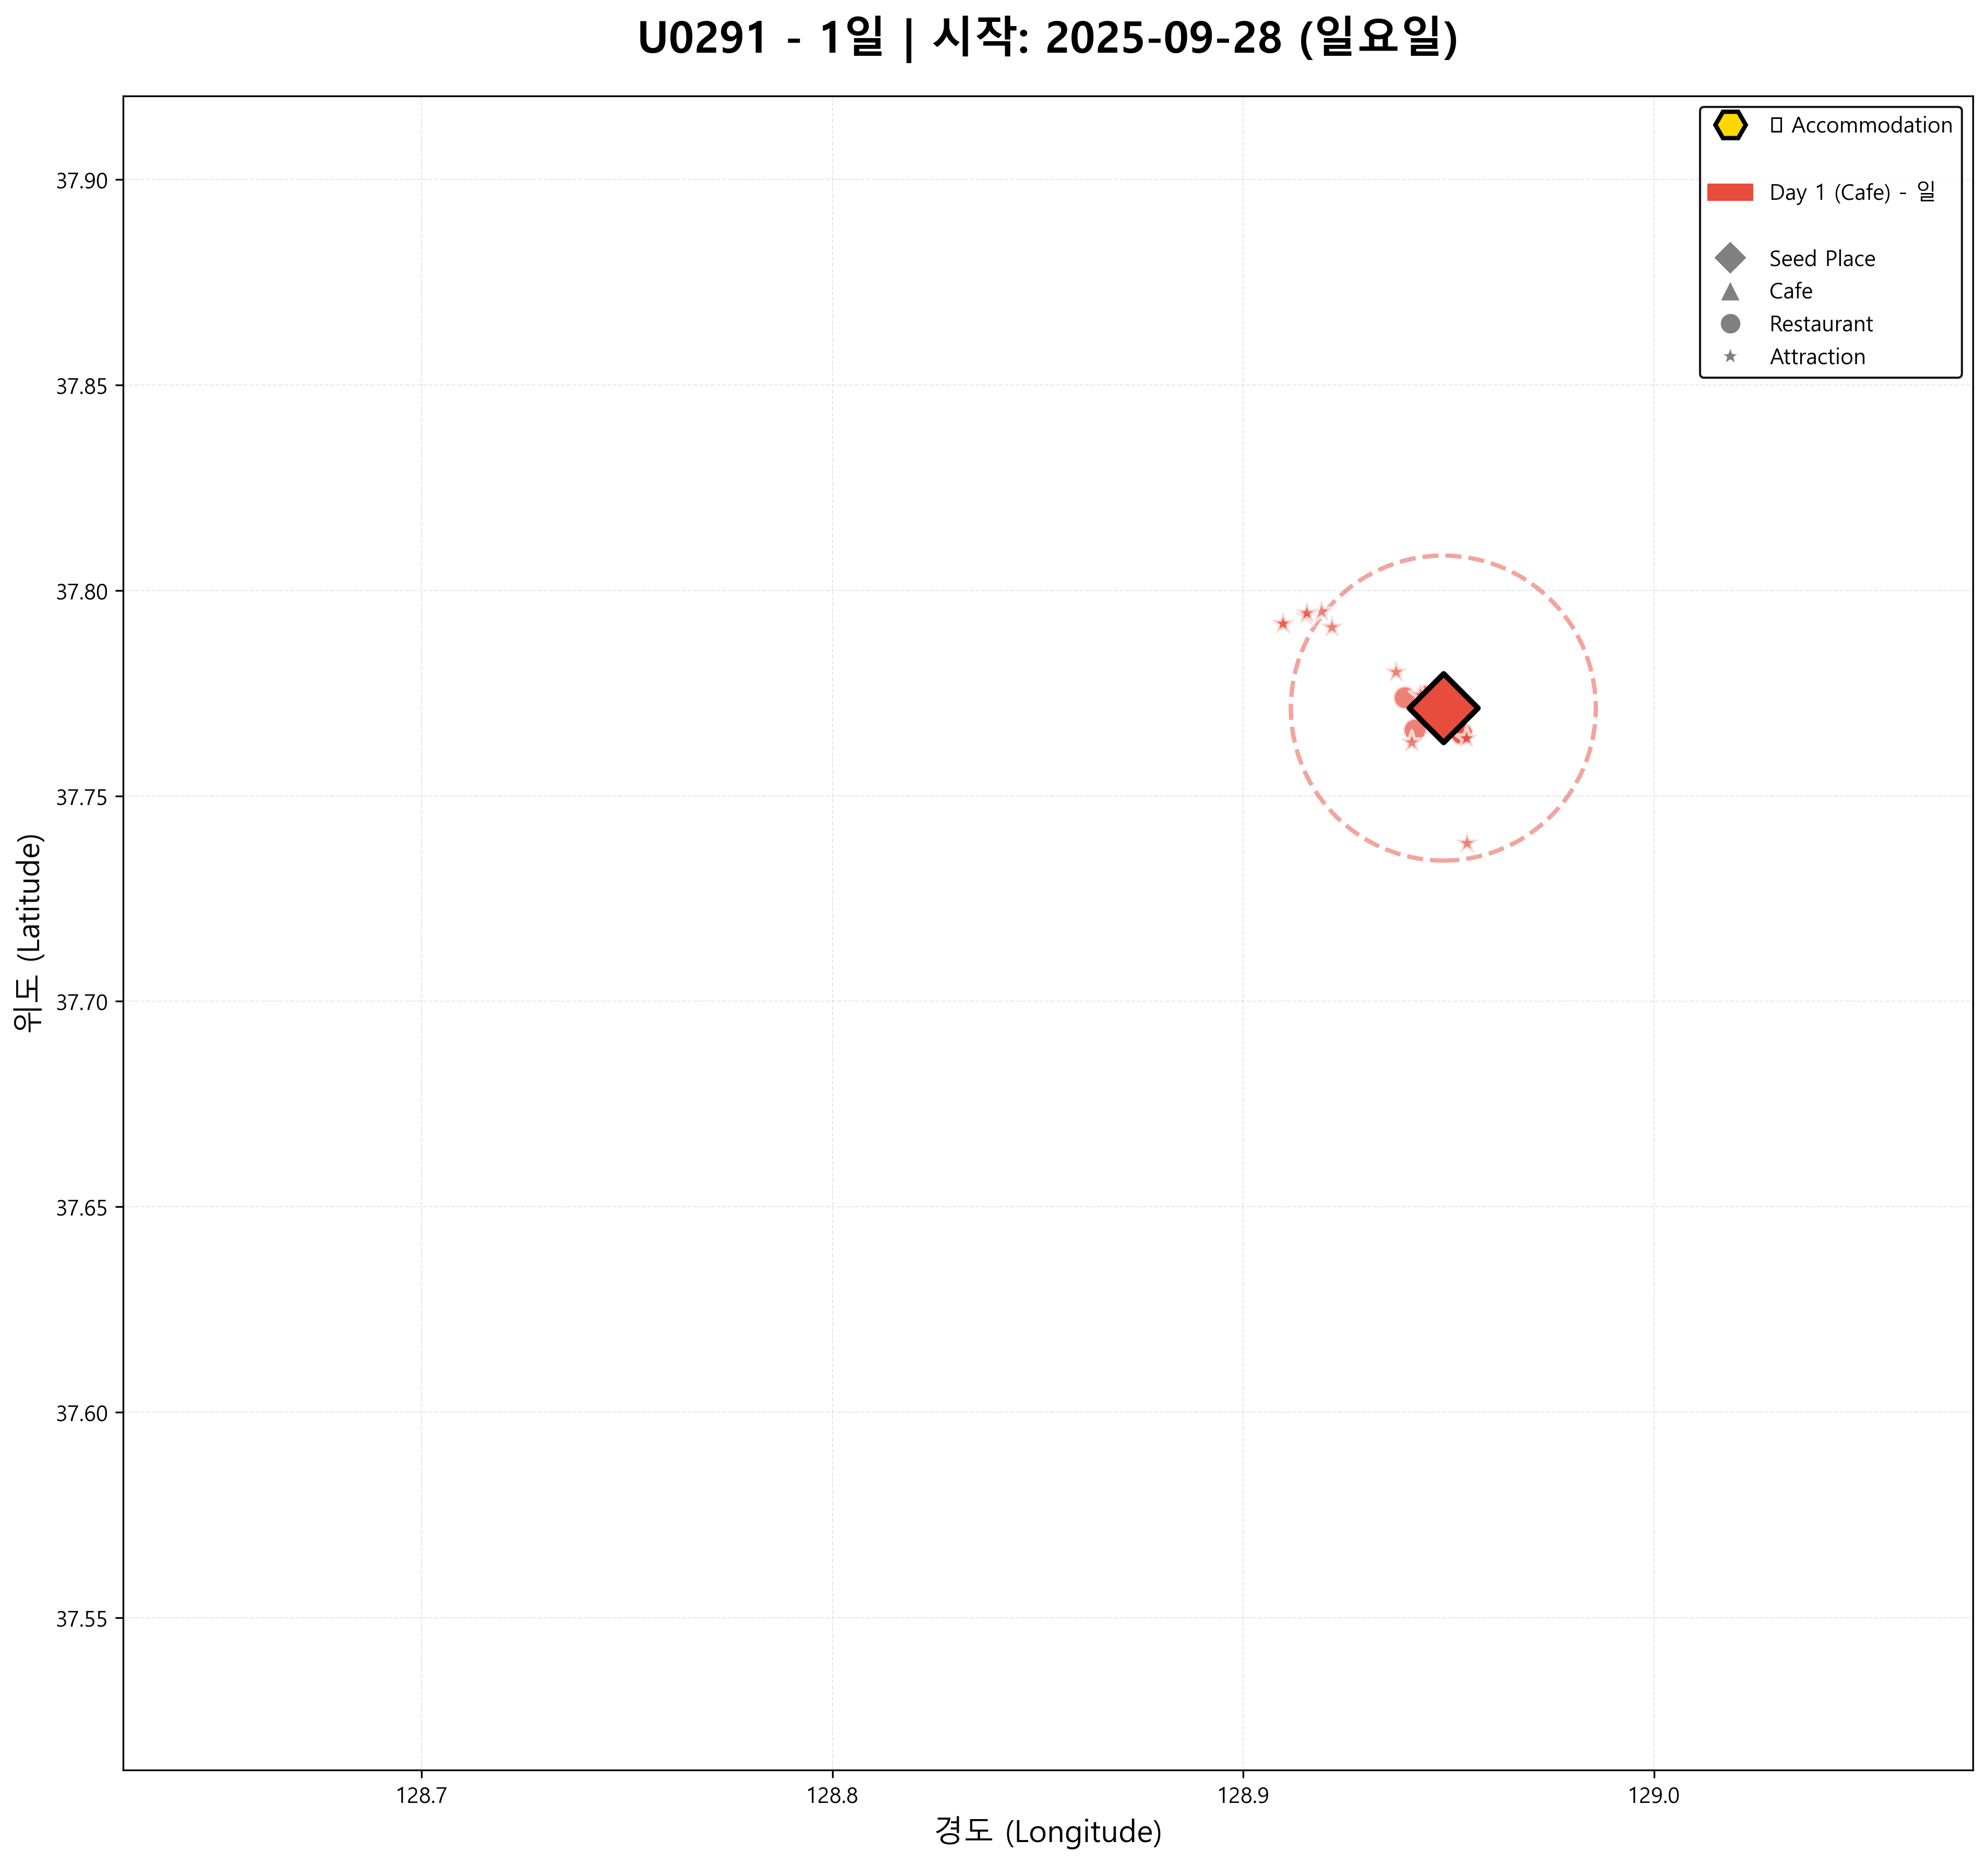 U0291 - 1일 | 시작: 2025-09-28 (일요일)
□ Accommodation
Day 1 (Cafe) - 일
Seed Place
Cafe
Restaurant
Attraction
위도 (Latitude)
37.90
37.85
37.80
37.75
37.70
37.65
37.60
37.55
128.7
128.8
128.9
129.0
경도 (Longitude)